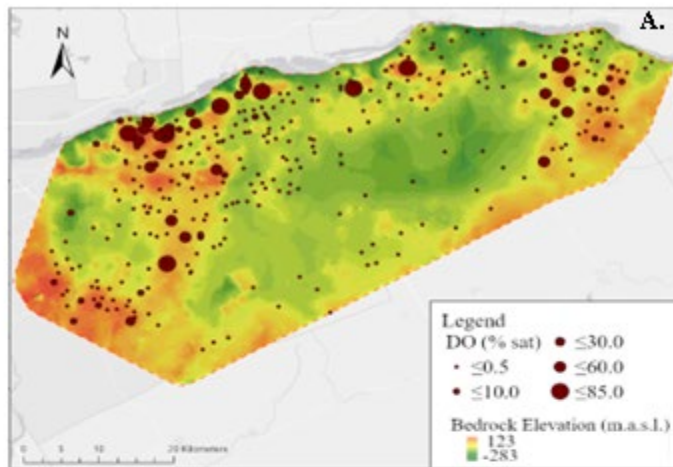 A.
N
Legend
DO (% sat)
≤0.5
≤10.0
≤30.0
≤60.0
≤85.0
Bedrock Elevation (m.a.s.l.)
123
-283
0 5 10 20 Kilometers